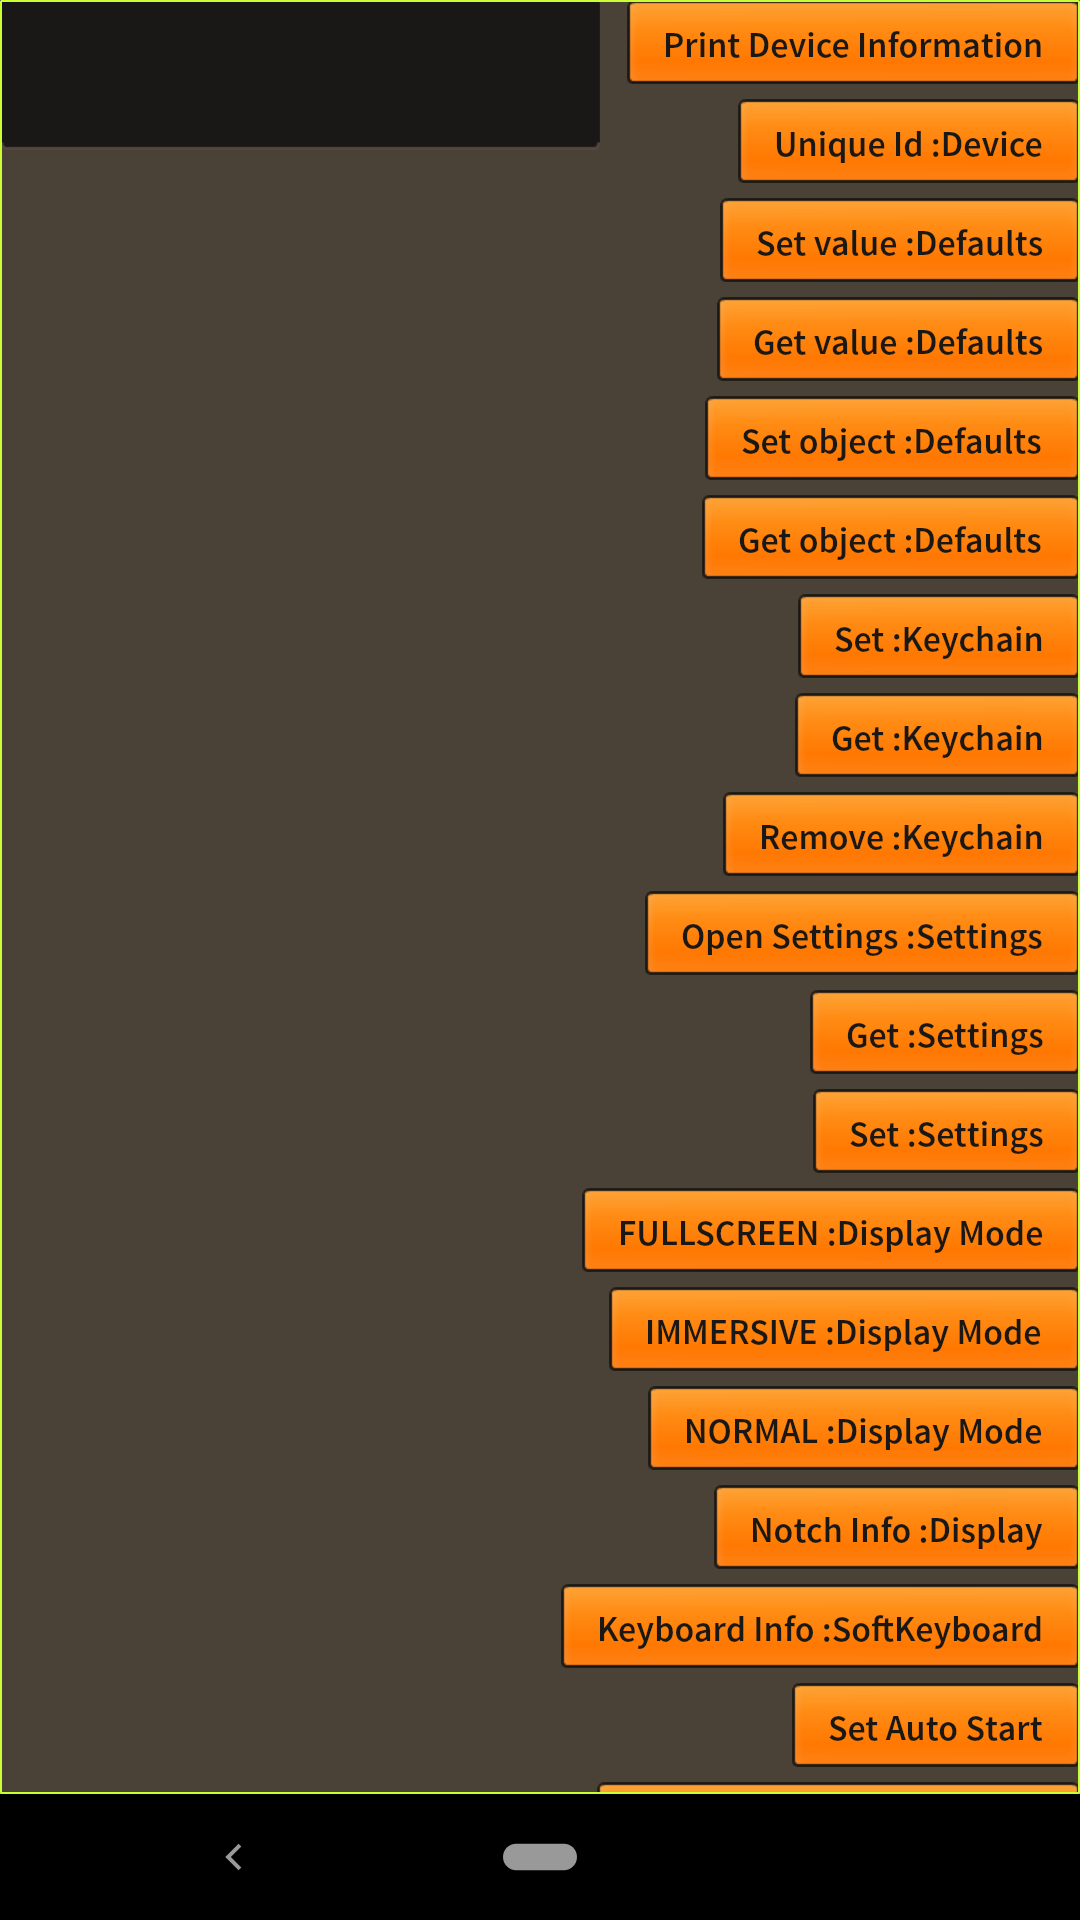 Print Device Information
Unique Id :Device
Set value :Defaults
Get value :Defaults
Set object :Defaults
Get object :Defaults
Set :Keychain
Get :Keychain
Remove :Keychain
Open Settings :Settings
Get :Settings
Set :Settings
FULLSCREEN :Display Mode
IMMERSIVE :Display Mode
NORMAL :Display Mode
Notch Info :Display
Keyboard Info :SoftKeyboard
Set Auto Start